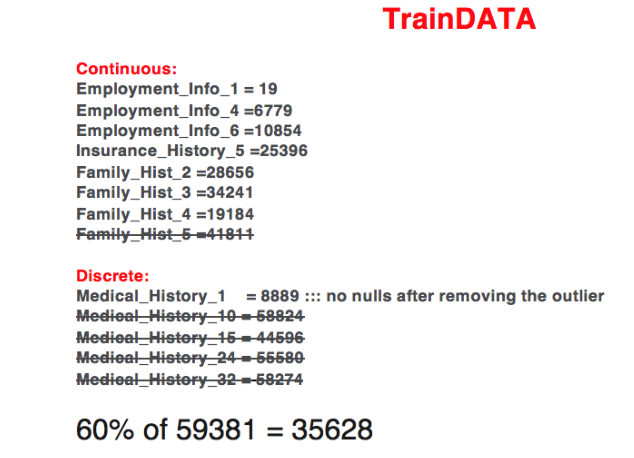 TrainDATA
Continuous:
Employment_Info_1 = 19
Employment_Info_4 =6779
Employment_Info_6 =10854
Insurance_History_5 =25396
Family_Hist_2 =28656
Family_Hist_3 =34241
Family_Hist_4 =19184
Family_Hist_5 =41811
Discrete:
Medical_History_1 = 8889 ::: no nulls after removing the outlier
Medical_History_10 = 58824
Medical_History_15 = 44596
Medical_History_24 = 55580
Medical_History_32 = 58274
60% of 59381 = 35628